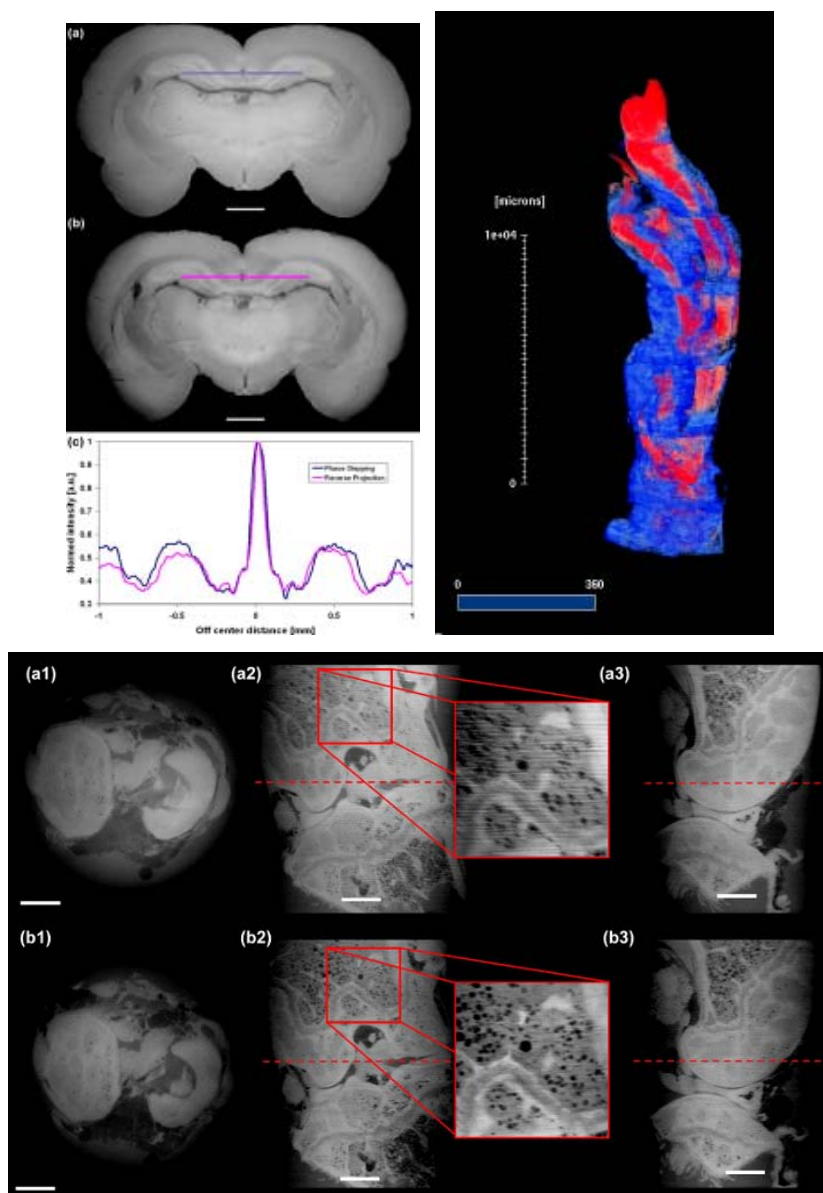 (a)
(b)
(c)
Normed intensity [a.u.]
1
0.9
0.8
0.7
0.6
0.5
0.4
0.3
Phase Stepping
Reverse Projection
-1
-0.5
0
0.5
1
Off center distance [mm]
[microns]
1e+04
0
0
360
(a1)
(a2)
(a3)
(b1)
(b2)
(b3)